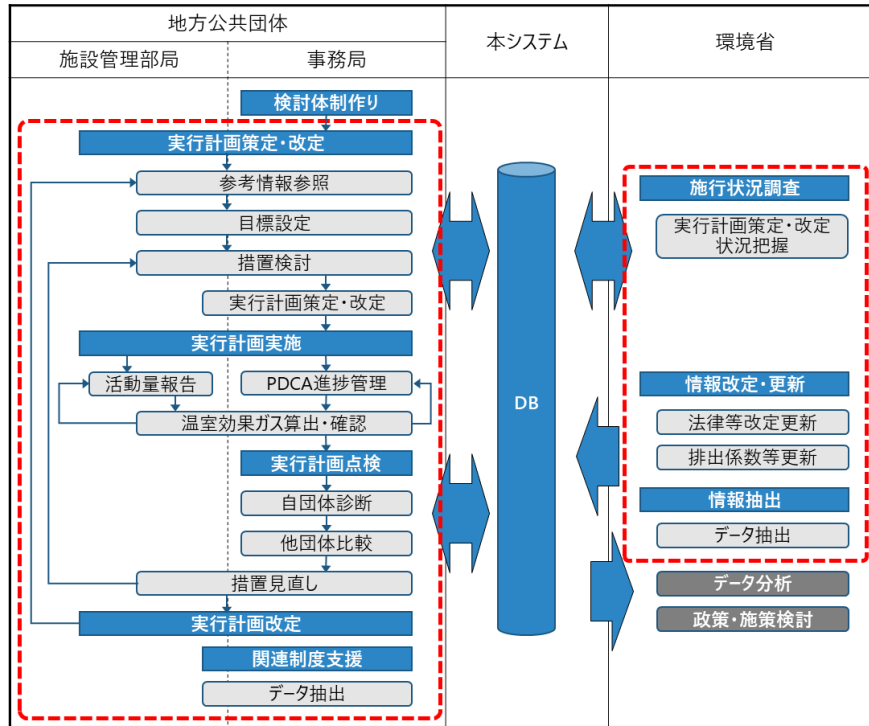 地方公共団体
施設管理部局
事務局
本システム
環境省
検討体制作り
実行計画策定・改定
参考情報参照
目標設定
措置検討
実行計画策定・改定
実行計画実施
活動量報告
PDCA進捗管理
温室効果ガス算出・確認
実行計画点検
自団体診断
他団体比較
措置見直し
実行計画改定
関連制度支援
データ抽出
DB
施行状況調査
実行計画策定・改定
状況把握
情報改定・更新
法律等改定更新
排出係数等更新
情報抽出
データ抽出
データ分析
政策・施策検討